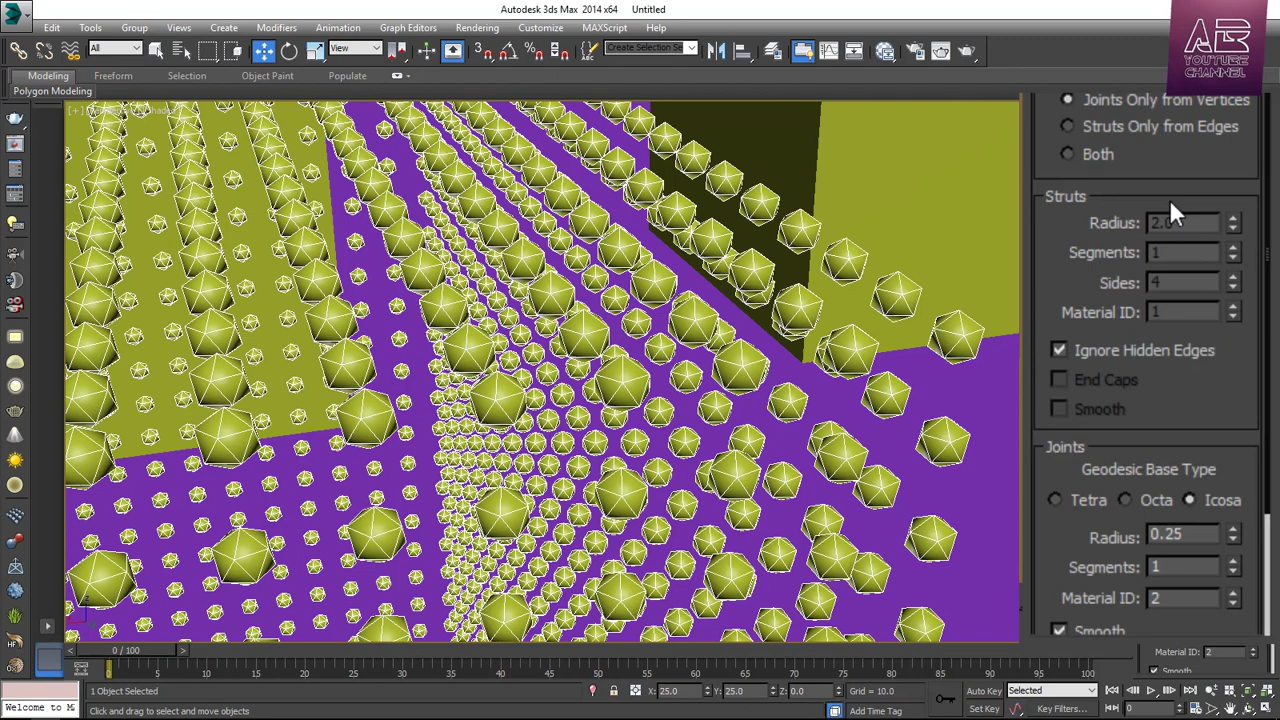 Autodesk 3ds Max 2014 x64 Untitled
Edit Tools Group Views Create Modifiers Animation Graph Editors Rendering Customize MAXScript Help
All View Create Selection Se
Modeling Freeform Selection Object Paint Populate
Polygon Modeling
AB
YOUTUBE
CHANNEL
Joints Only from Vertices
Struts Only from Edges
Both
Struts
Radius: 2.0
Segments: 1
Sides: 4
Material ID: 1
Ignore Hidden Edges
End Caps
Smooth
Joints
Geodesic Base Type
Tetra Octa Icosa
Radius: 0.25
Segments: 1
Material ID: 2
Smooth
Material ID: 2
Smooth
0 / 100
0 5 10 15 20 25 30 35 40 45 50 55 60 65 70 75 80 85 90 95 100
1 Object Selected X: 25.0 Y: 25.0 Z: 0.0 Grid = 10.0 Auto Key Selected
Welcome to M Click and drag to select and move objects Add Time Tag Set Key Key Filters... 0